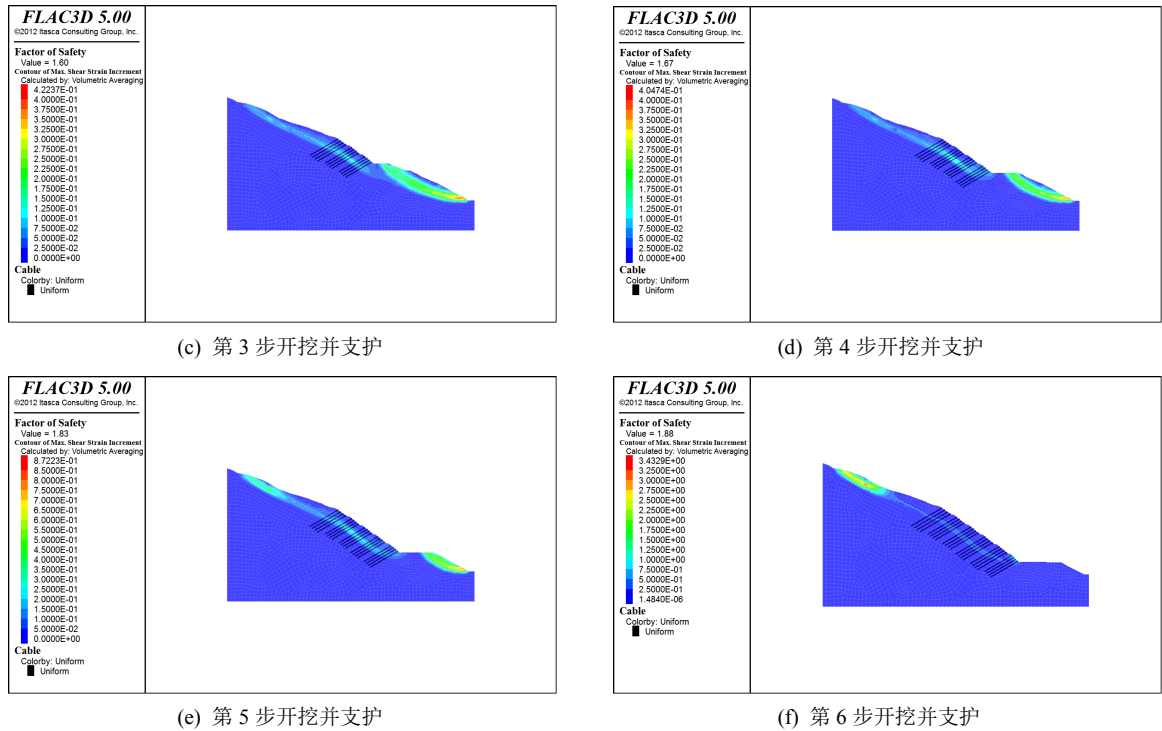 FLAC3D 5.00
©2012 Itasca Consulting Group, Inc.
Factor of Safety
Value = 1.60
Contour of Max. Shear Strain Increment
Calculated by: Volumetric Averaging
4.2237E-01
4.0000E-01
3.7500E-01
3.5000E-01
3.2500E-01
3.0000E-01
2.7500E-01
2.5000E-01
2.2500E-01
2.0000E-01
1.7500E-01
1.5000E-01
1.2500E-01
1.0000E-01
7.5000E-02
5.0000E-02
2.5000E-02
0.0000E+00
Cable
Colorby: Uniform
Uniform
(c) 第 3 步开挖并支护
FLAC3D 5.00
©2012 Itasca Consulting Group, Inc.
Factor of Safety
Value = 1.67
Contour of Max. Shear Strain Increment
Calculated by: Volumetric Averaging
4.0474E-01
4.0000E-01
3.7500E-01
3.5000E-01
3.2500E-01
3.0000E-01
2.7500E-01
2.5000E-01
2.2500E-01
2.0000E-01
1.7500E-01
1.5000E-01
1.2500E-01
1.0000E-01
7.5000E-02
5.0000E-02
2.5000E-02
0.0000E+00
Cable
Colorby: Uniform
Uniform
(d) 第 4 步开挖并支护
FLAC3D 5.00
©2012 Itasca Consulting Group, Inc.
Factor of Safety
Value = 1.83
Contour of Max. Shear Strain Increment
Calculated by: Volumetric Averaging
8.7223E-01
8.5000E-01
8.0000E-01
7.5000E-01
7.0000E-01
6.5000E-01
6.0000E-01
5.5000E-01
5.0000E-01
4.5000E-01
4.0000E-01
3.5000E-01
3.0000E-01
2.5000E-01
2.0000E-01
1.5000E-01
1.0000E-01
5.0000E-02
0.0000E+00
Cable
Colorby: Uniform
Uniform
(e) 第 5 步开挖并支护
FLAC3D 5.00
©2012 Itasca Consulting Group, Inc.
Factor of Safety
Value = 1.88
Contour of Max. Shear Strain Increment
Calculated by: Volumetric Averaging
3.4329E+00
3.2500E+00
3.0000E+00
2.7500E+00
2.5000E+00
2.2500E+00
2.0000E+00
1.7500E+00
1.5000E+00
1.2500E+00
1.0000E+00
7.5000E-01
5.0000E-01
2.5000E-01
1.4840E-06
Cable
Colorby: Uniform
Uniform
(f) 第 6 步开挖并支护